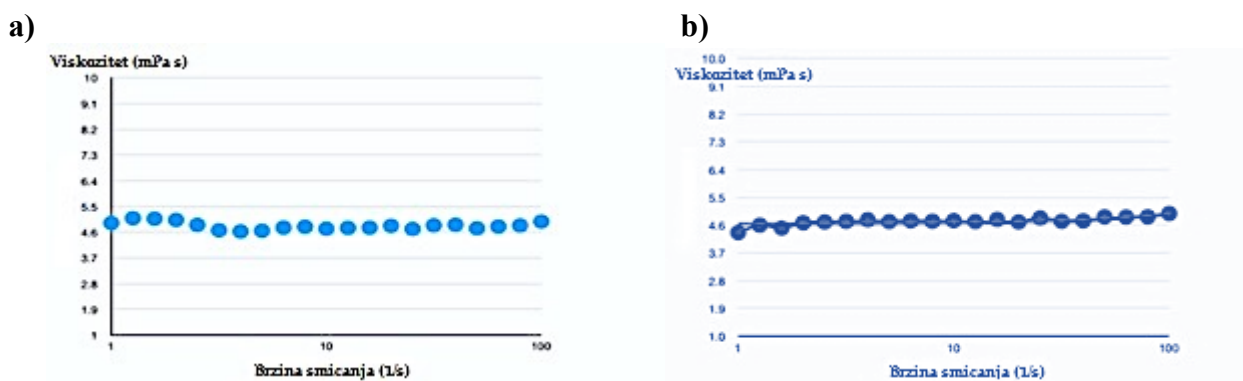 a)
Viskozitet (mPa s)
10
9.1
8.2
7.3
6.4
5.5
4.6
3.7
2.8
1.9
1
1 10 100
Brzina smicanja (1/s)
b)
Viskozitet (mPa s)
10.0
9.1
8.2
7.3
6.4
5.5
4.6
3.7
2.8
1.9
1.0
1 10 100
Brzina smicanja (1/s)